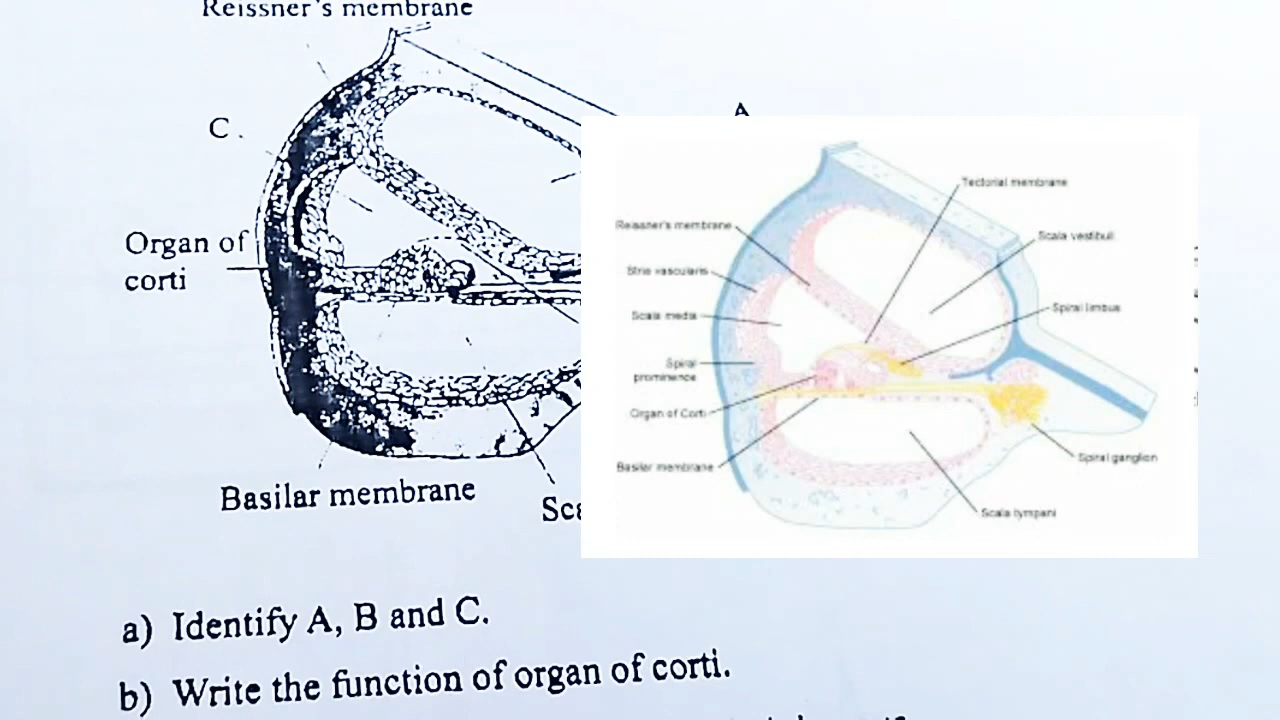 Reissner's membrane
A
C.
Organ of
corti
Basilar membrane
Tectorial membrane
Reissner's membrane
Scala vestibuli
Stria vascularis
Spiral limbus
Scala media
Spiral
prominence
Organ of Corti
Basilar membrane
Spiral ganglion
Scala tympani
a) Identify A, B and C.
b) Write the function of organ of corti.